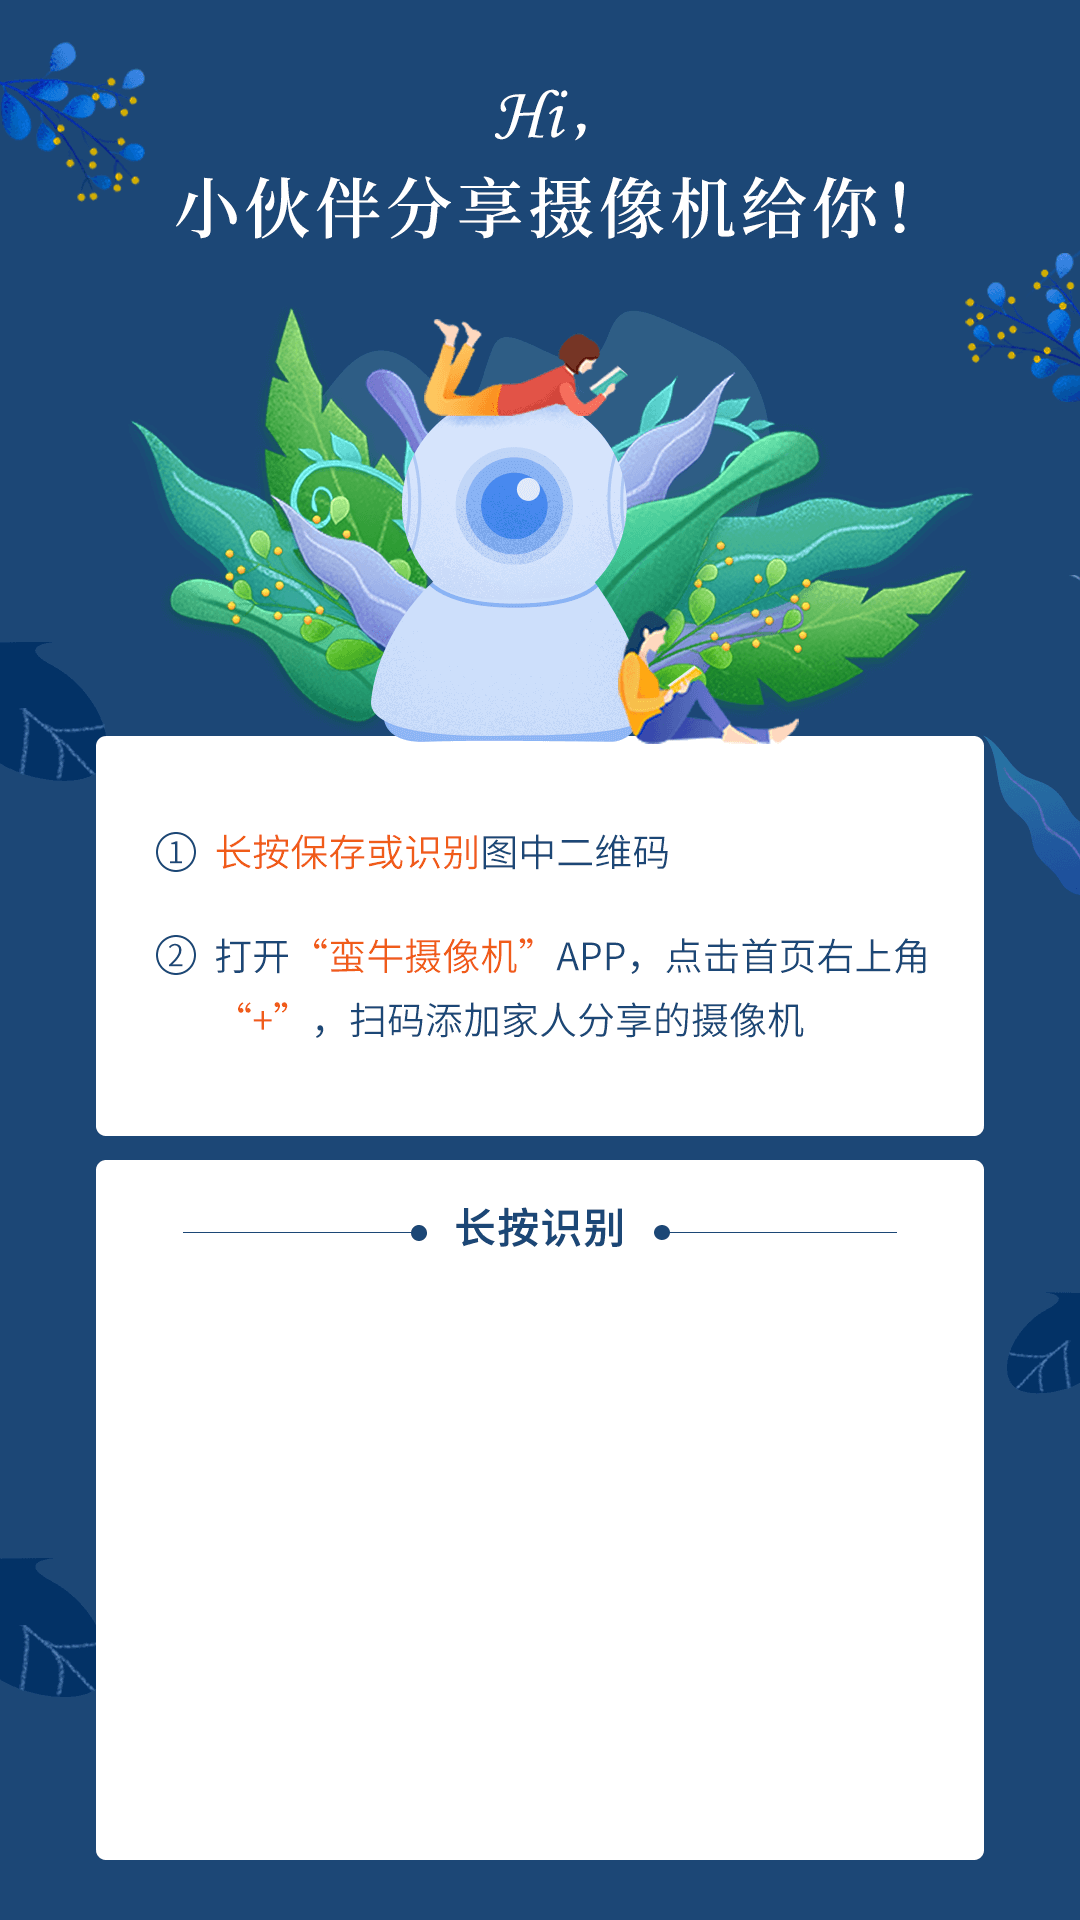 Hi，
小伙伴分享摄像机给你！
① 长按保存或识别图中二维码
② 打开“蛮牛摄像机”APP，点击首页右上角
“+”，扫码添加家人分享的摄像机
长按识别